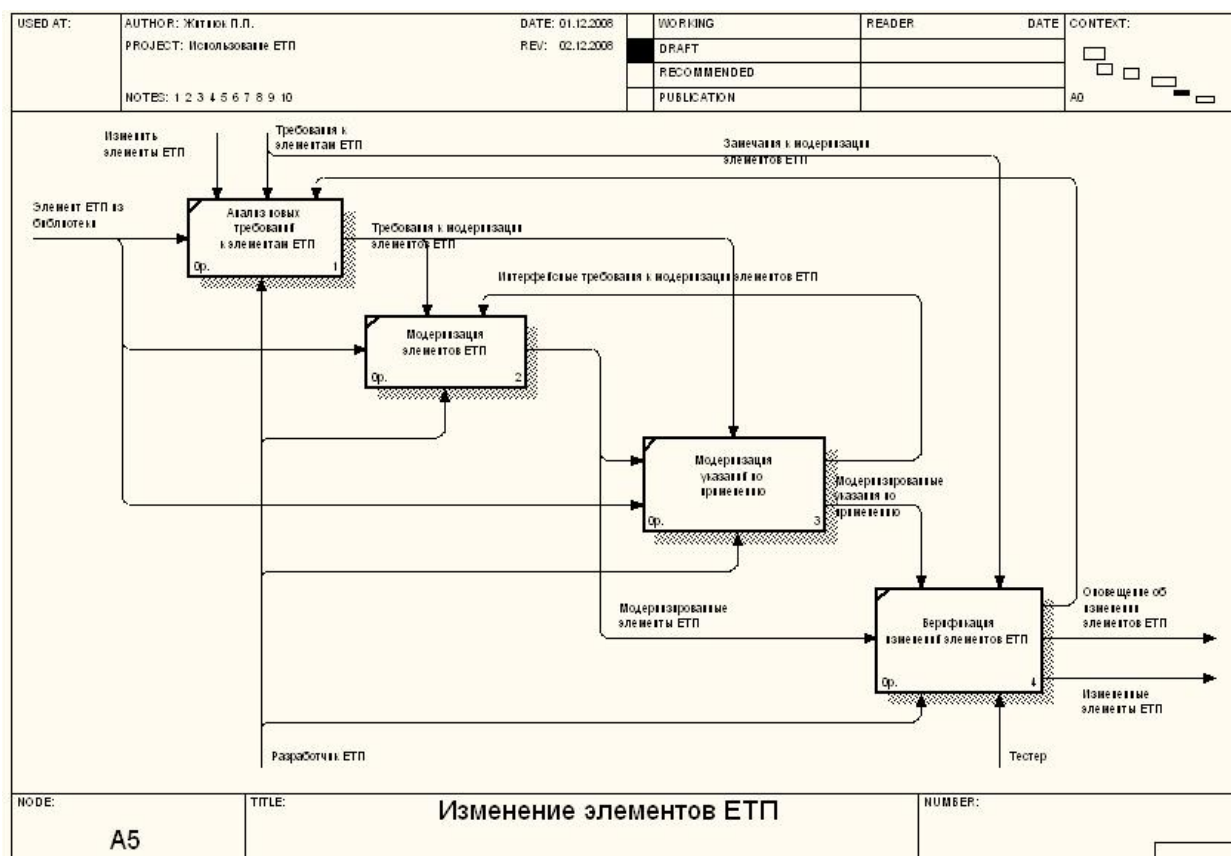 USED AT:
AUTHOR: Житнюк П.П.
DATE: 01.12.2008
PROJECT: Использование ЕТП
REV: 02.12.2008
NOTES: 1 2 3 4 5 6 7 8 9 10
WORKING
DRAFT
RECOMMENDED
PUBLICATION
READER
DATE
CONTEXT:
A0
Изменить
элементы ЕТП
Требования к
элементам ЕТП
Замечания к модернизации
элементов ЕТП
Элемент ЕТП из
библиотеки
Анализ новых
требований
к элементам ЕТП
0р.
1
Требования к модернизации
элементов ЕТП
Интерфейсные требования к модернизации элементов ЕТП
Модернизация
элементов ЕТП
0р.
2
Модернизация
указаний по
применению
0р.
3
Модернизированные
указания по
применению
Модернизированные
элементы ЕТП
Верификация
изменений элементов ЕТП
0р.
4
Оповещение об
изменении
элементов ЕТП
Измененные
элементы ЕТП
Разработчик ЕТП
Тестер
NODE:
A5
TITLE:
Изменение элементов ЕТП
NUMBER: